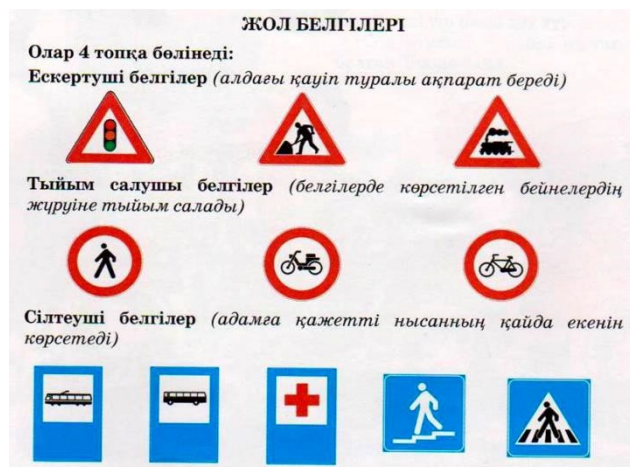 ЖОЛ БЕЛГІЛЕРІ
Олар 4 топқа бөлінеді:
Ескертуші белгілер (алдағы қауіп туралы ақпарат береді)
Тыйым салушы белгілер (белгілерде көрсетілген бейнелердің
жүруіне тыйым салады)
Сілтеуші белгілер (адамға қажетті нысанның қайда екенін
көрсетеді)